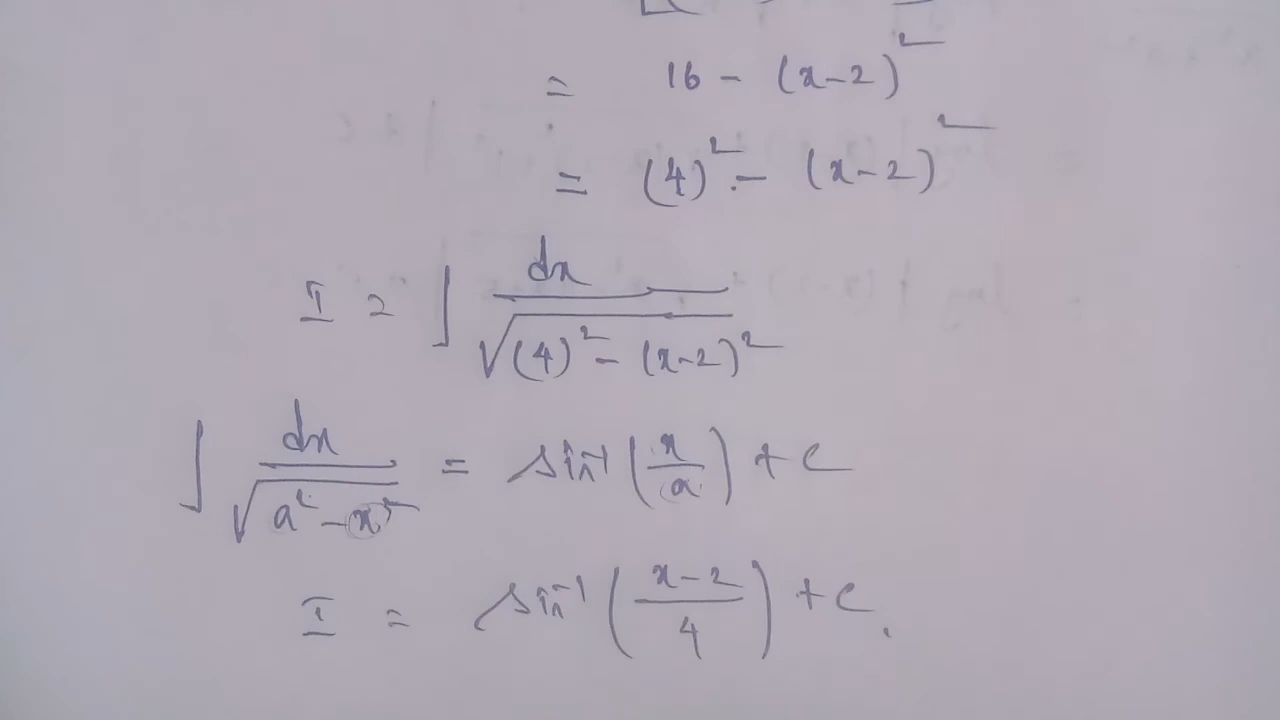 = 16 - (x-2)²
= (4)² - (x-2)²
I = ∫ dx / √((4)² - (x-2)²)
∫ dx / √(a² - x²) = sin⁻¹(x/a) + c
I = sin⁻¹((x-2)/4) + c.